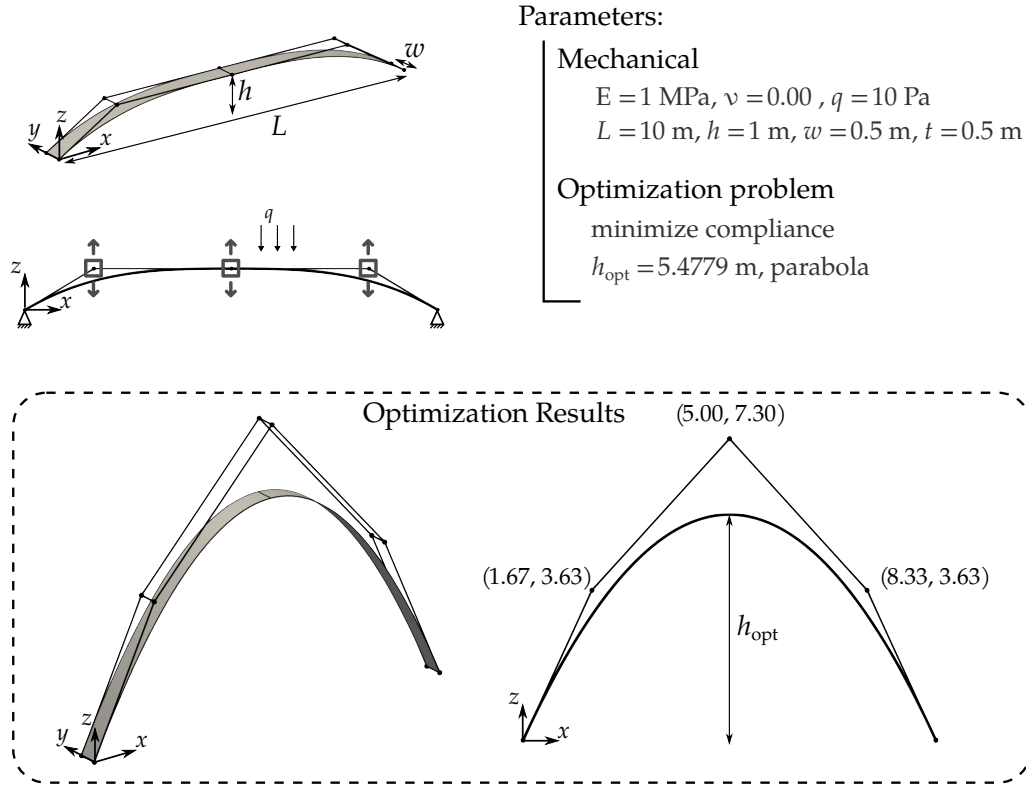 Parameters:
Mechanical
E = 1 MPa, ν = 0.00 , q = 10 Pa
L = 10 m, h = 1 m, w = 0.5 m, t = 0.5 m
Optimization problem
minimize compliance
h_opt = 5.4779 m, parabola
w
h
L
y z x
q
z
x
Optimization Results
(5.00, 7.30)
(1.67, 3.63)
(8.33, 3.63)
h_opt
y z x
z
x